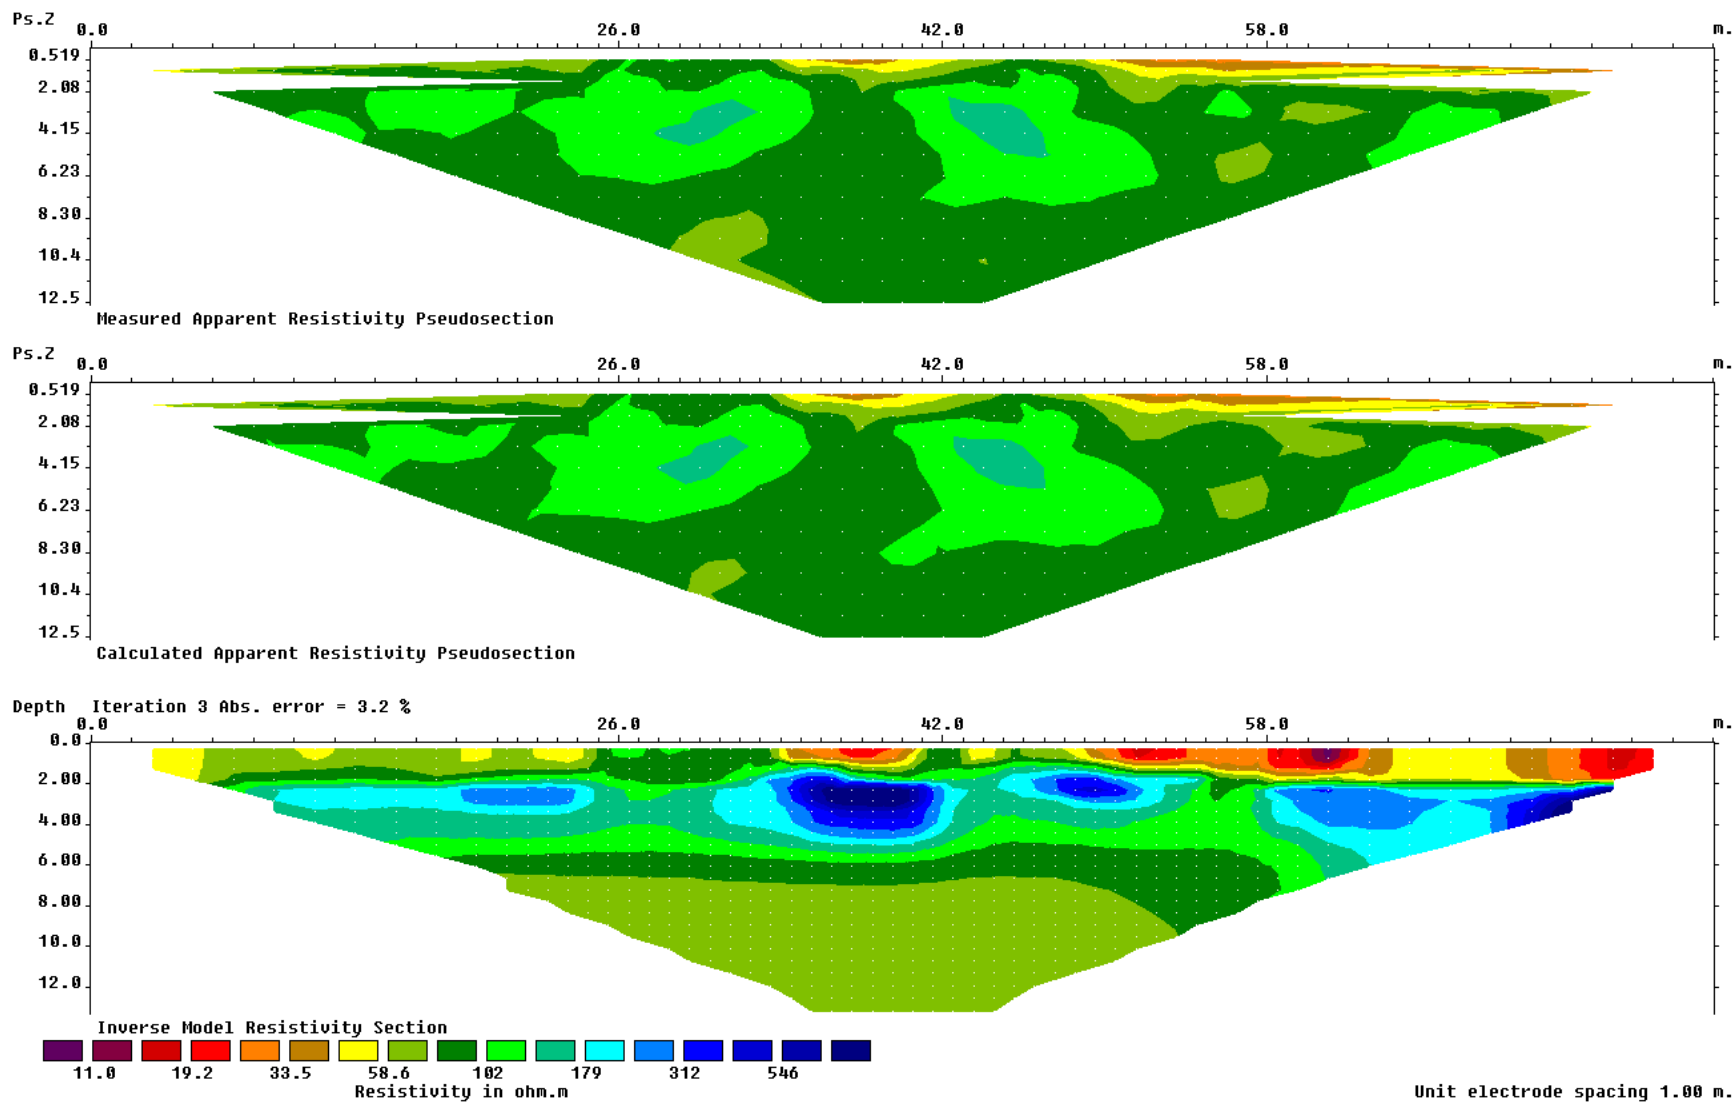 Ps.Z 0.0 26.0 42.0 58.0 m.
0.519
2.08
4.15
6.23
8.30
10.4
12.5
Measured Apparent Resistivity Pseudosection
Ps.Z 0.0 26.0 42.0 58.0 m.
0.519
2.08
4.15
6.23
8.30
10.4
12.5
Calculated Apparent Resistivity Pseudosection
Depth Iteration 3 Abs. error = 3.2 %
0.0 26.0 42.0 58.0 m.
0.0
2.00
4.00
6.00
8.00
10.0
12.0
Inverse Model Resistivity Section
11.0 19.2 33.5 58.6 102 179 312 546
Resistivity in ohm.m Unit electrode spacing 1.00 m.